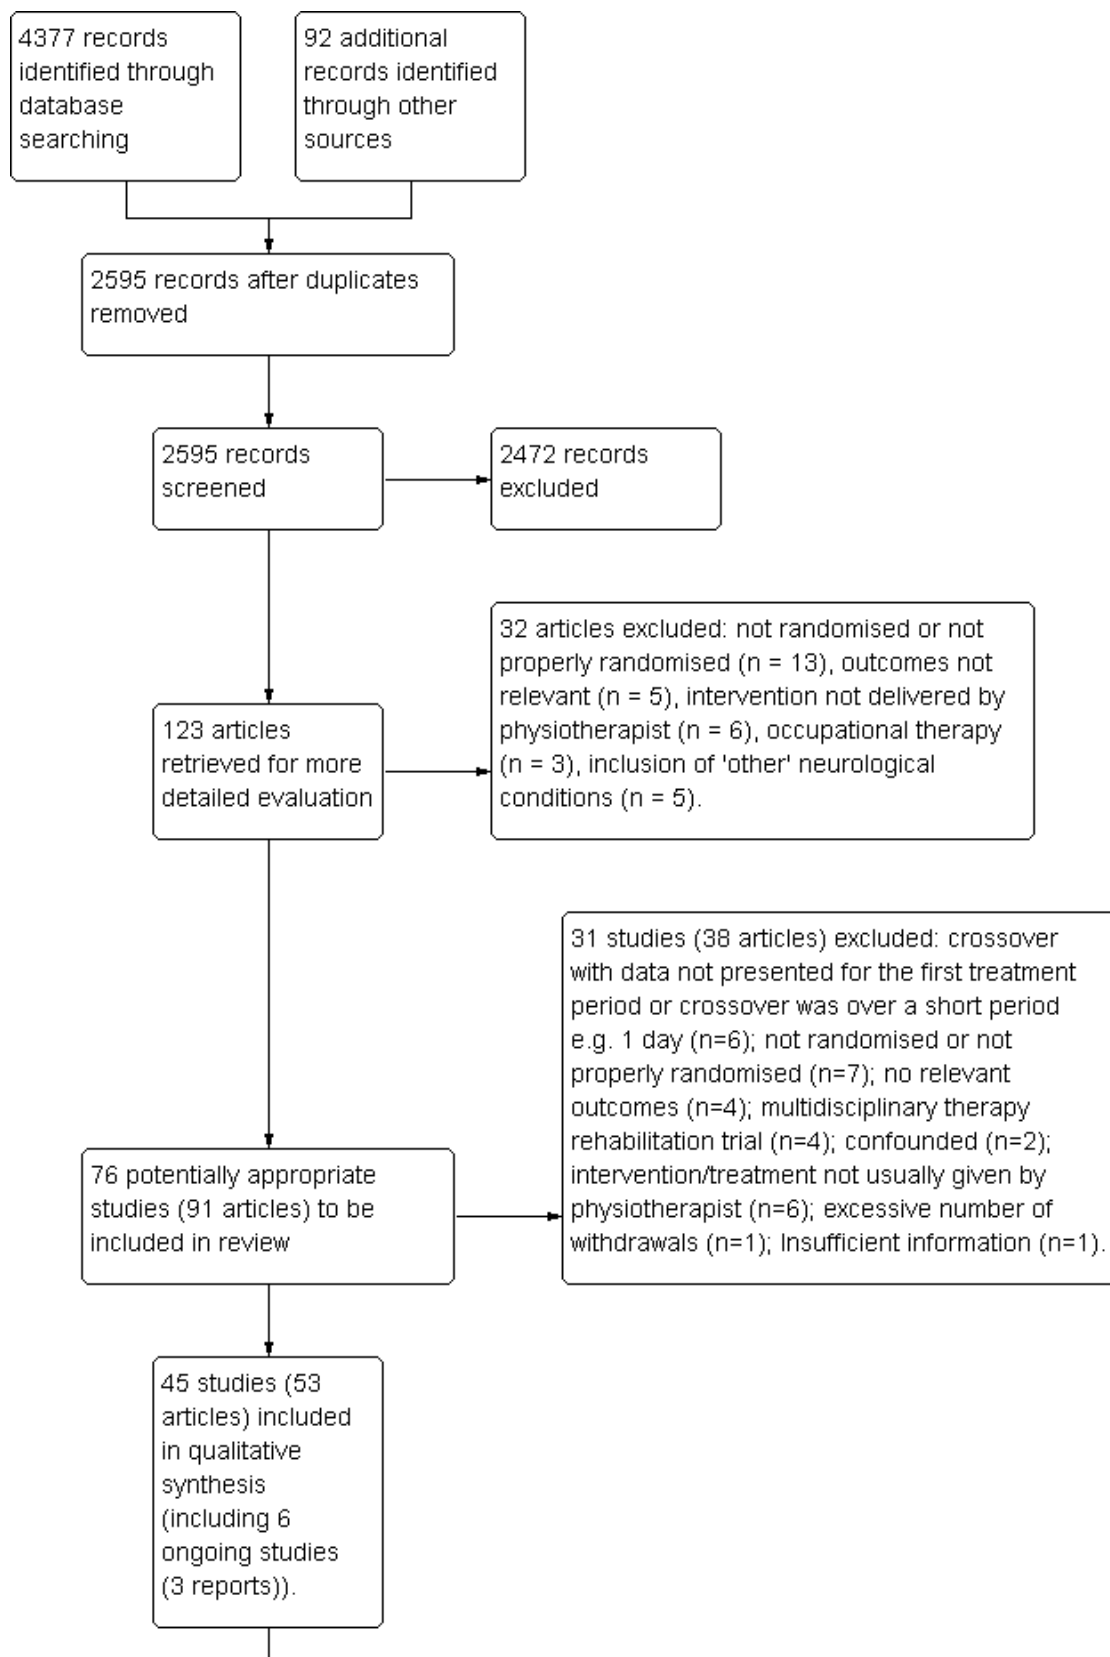 4377 records
identified through
database
searching
92 additional
records identified
through other
sources
2595 records after duplicates
removed
2595 records
screened
2472 records
excluded
123 articles
retrieved for more
detailed evaluation
32 articles excluded: not randomised or not
properly randomised (n = 13), outcomes not
relevant (n = 5), intervention not delivered by
physiotherapist (n = 6), occupational therapy
(n = 3), inclusion of 'other' neurological
conditions (n = 5).
76 potentially appropriate
studies (91 articles) to be
included in review
31 studies (38 articles) excluded: crossover
with data not presented for the first treatment
period or crossover was over a short period
e.g. 1 day (n=6); not randomised or not
properly randomised (n=7); no relevant
outcomes (n=4); multidisciplinary therapy
rehabilitation trial (n=4); confounded (n=2);
intervention/treatment not usually given by
physiotherapist (n=6); excessive number of
withdrawals (n=1); Insufficient information (n=1).
45 studies (53
articles) included
in qualitative
synthesis
(including 6
ongoing studies
(3 reports)).